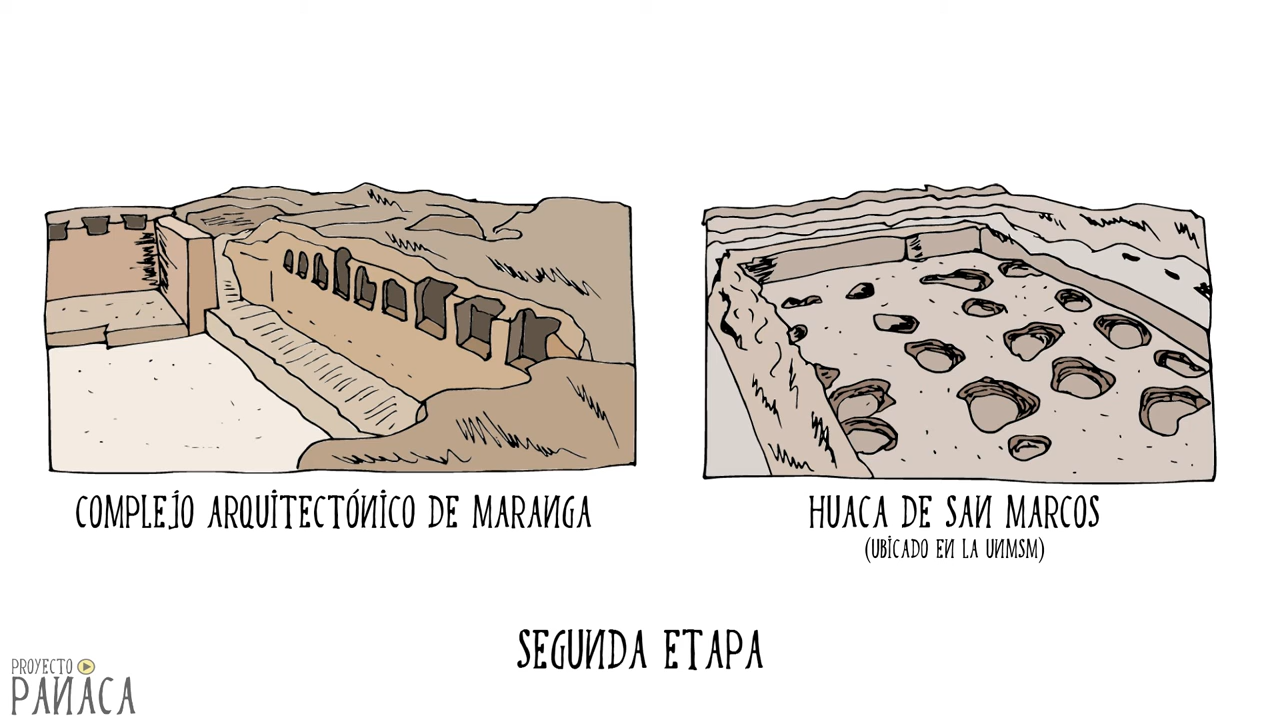 COMPLEJO ARQUITECTÓNICO DE MARANGA
HUACA DE SAN MARCOS
(UBICADO EN LA UNMSM)
SEGUNDA ETAPA
PROYECTO
PANACA